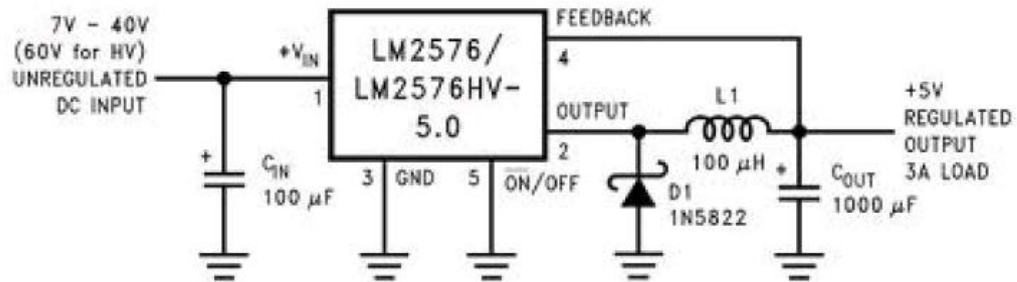 7V – 40V
(60V for HV)
UNREGULATED
DC INPUT
+VIN
1
LM2576/
LM2576HV-
5.0
FEEDBACK
4
OUTPUT
2
L1
100 μH
+5V
REGULATED
OUTPUT
3A LOAD
+
CIN
100 μF
3 GND
5 ON/OFF
D1
1N5822
+
COUT
1000 μF